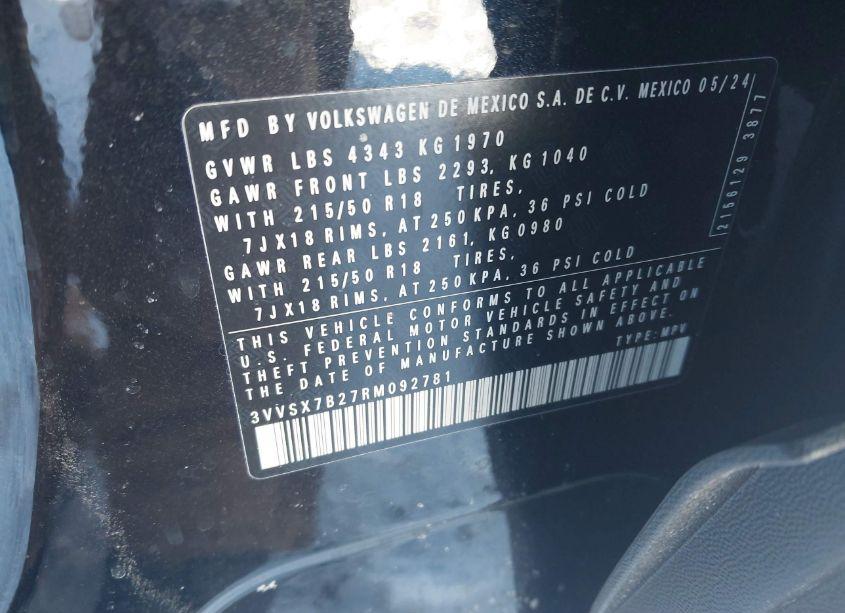 MFD BY VOLKSWAGEN DE MEXICO S.A. DE C.V. MEXICO 05/24
GVWR LBS 4343 KG 1970
GAWR FRONT LBS 2293, KG 1040
WITH 215/50 R18 TIRES,
7JX18 RIMS, AT 250 KPA, 36 PSI COLD
GAWR REAR LBS 2161, KG 0980
WITH 215/50 R18 TIRES,
7JX18 RIMS, AT 250 KPA, 36 PSI COLD
THIS VEHICLE CONFORMS TO ALL APPLICABLE
U.S. FEDERAL MOTOR VEHICLE SAFETY AND
THEFT PREVENTION STANDARDS IN EFFECT ON
THE DATE OF MANUFACTURE SHOWN ABOVE.
3VVSX7B27RM092781 TYPE:MPV
2156129 3877